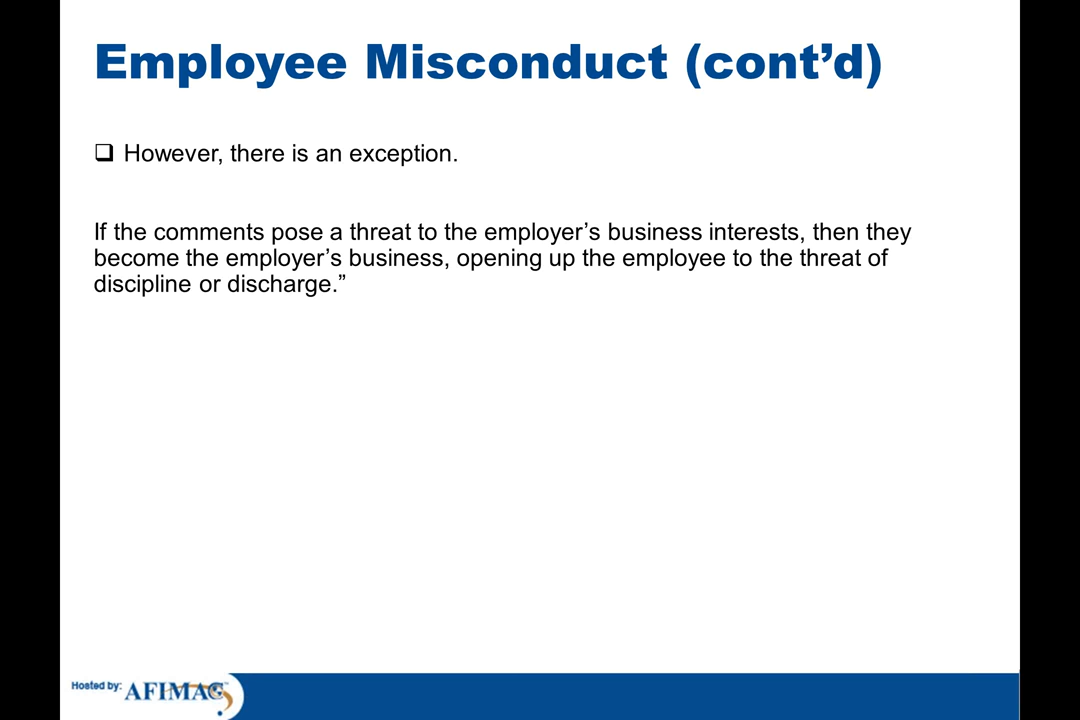 Employee Misconduct (cont’d)
However, there is an exception.
If the comments pose a threat to the employer’s business interests, then they
become the employer’s business, opening up the employee to the threat of
discipline or discharge.”
Hosted by: AFIMAC